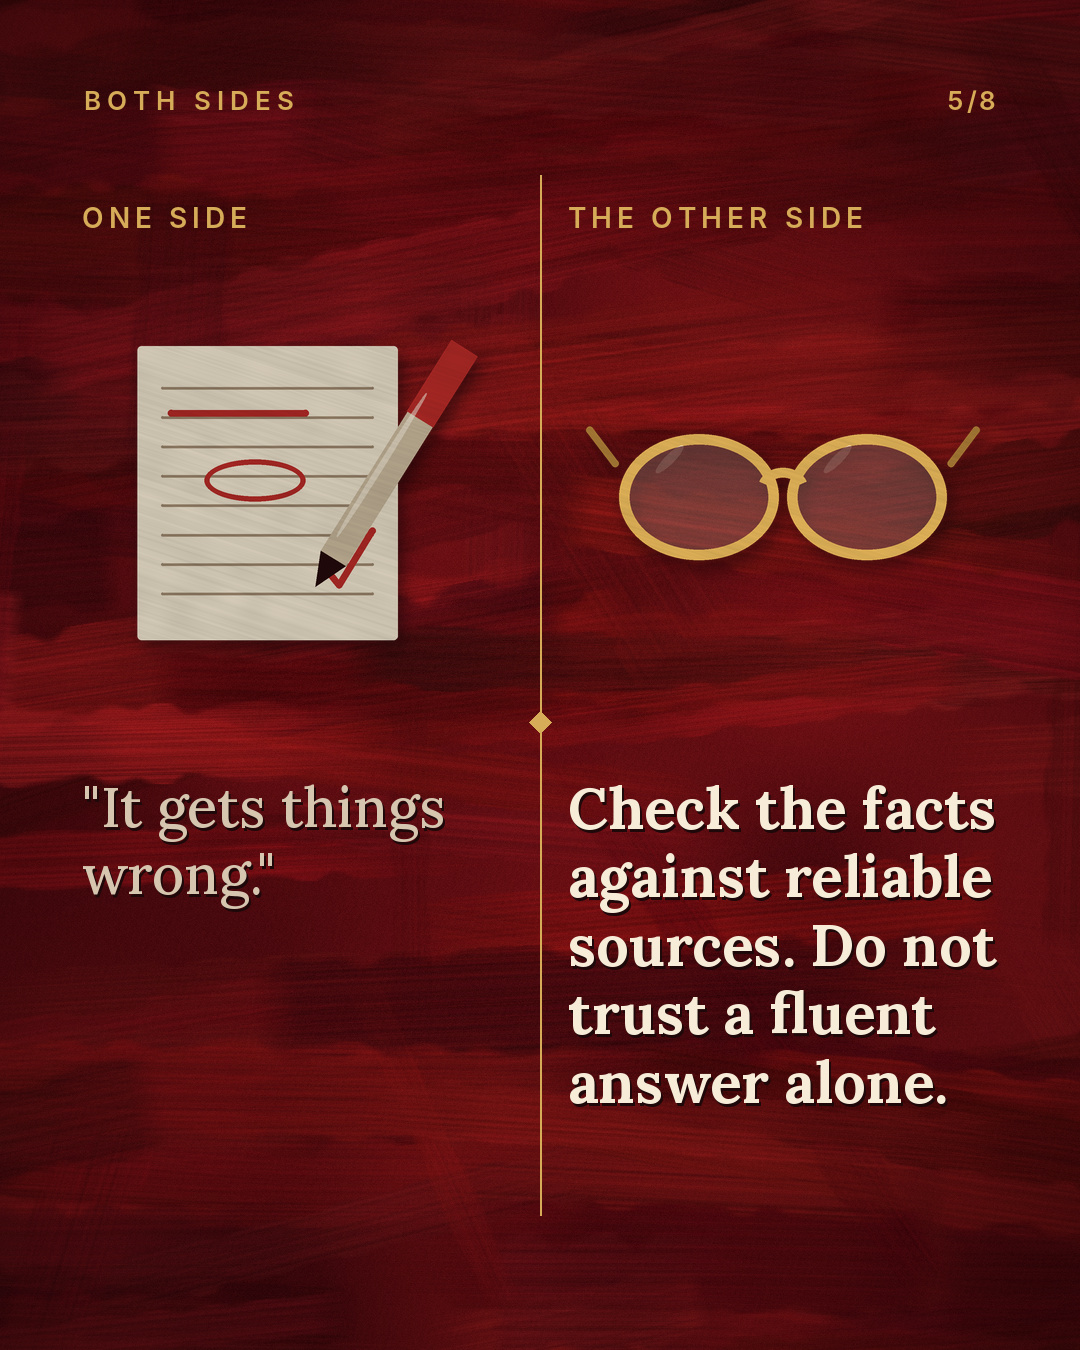 BOTH SIDES
5/8
ONE SIDE
"It gets things
wrong."
THE OTHER SIDE
Check the facts
against reliable
sources. Do not
trust a fluent
answer alone.